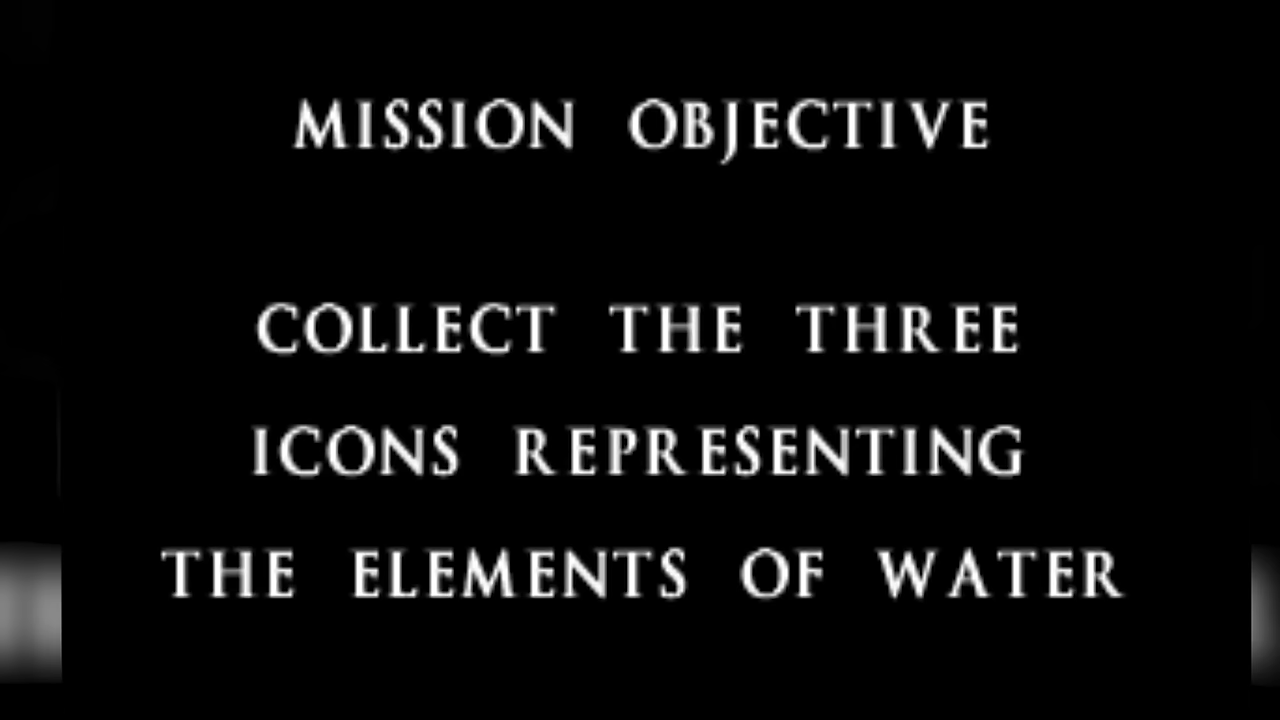 MISSION OBJECTIVE
COLLECT THE THREE
ICONS REPRESENTING
THE ELEMENTS OF WATER